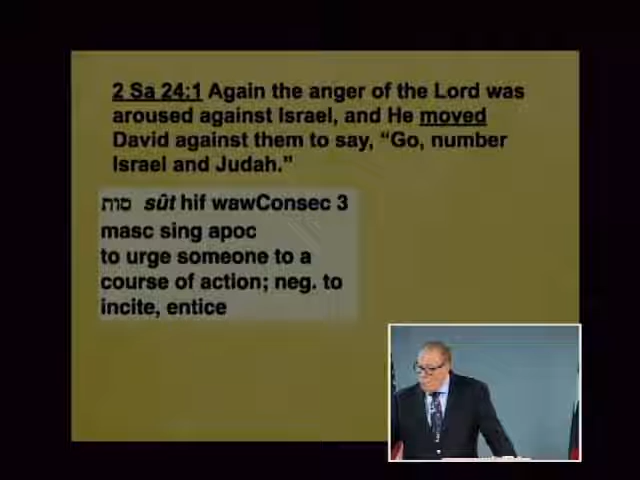 2 Sa 24:1 Again the anger of the Lord was
aroused against Israel, and He moved
David against them to say, “Go, number
Israel and Judah.”
סות sût hif wawConsec 3
masc sing apoc
to urge someone to a
course of action; neg. to
incite, entice